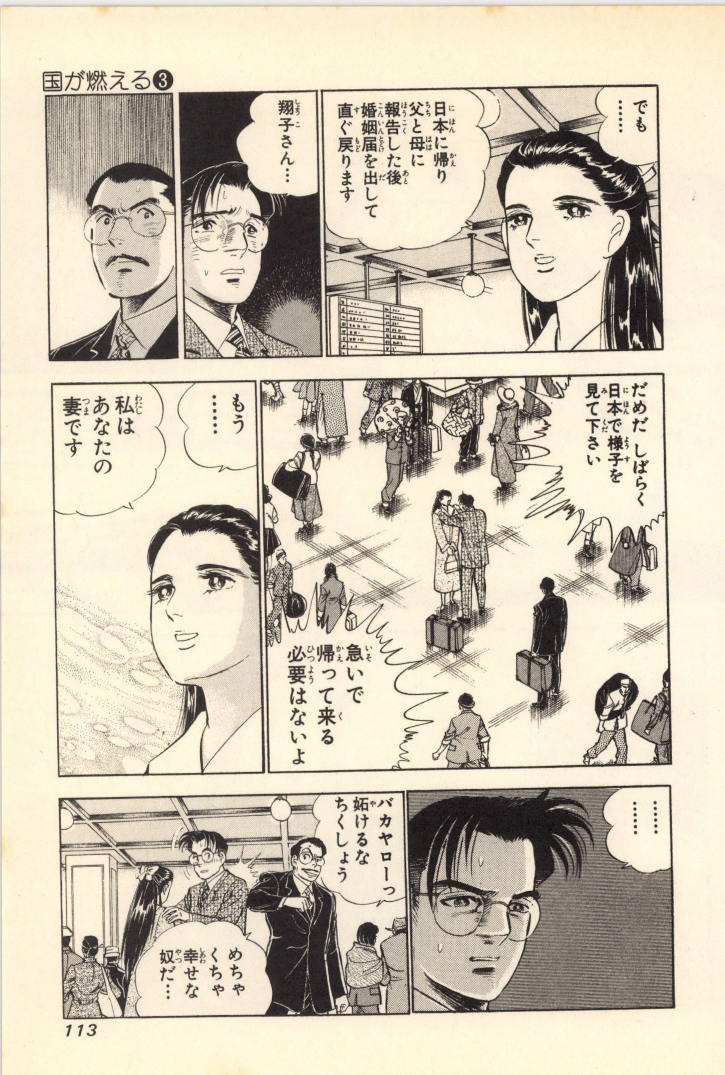 国が燃える❸
でも
……
日本に帰り
父と母に
報告した後
婚姻届を出して
直ぐ戻ります
翔子さん…
だめだ しばらく
日本で様子を
見て下さい
急いで
帰って来る
必要はないよ
もう
……
私は
あなたの
妻です
……
……
バカヤローっ
妬けるな
ちくしょう
めちゃ
くちゃ
幸せな
奴だ…
113